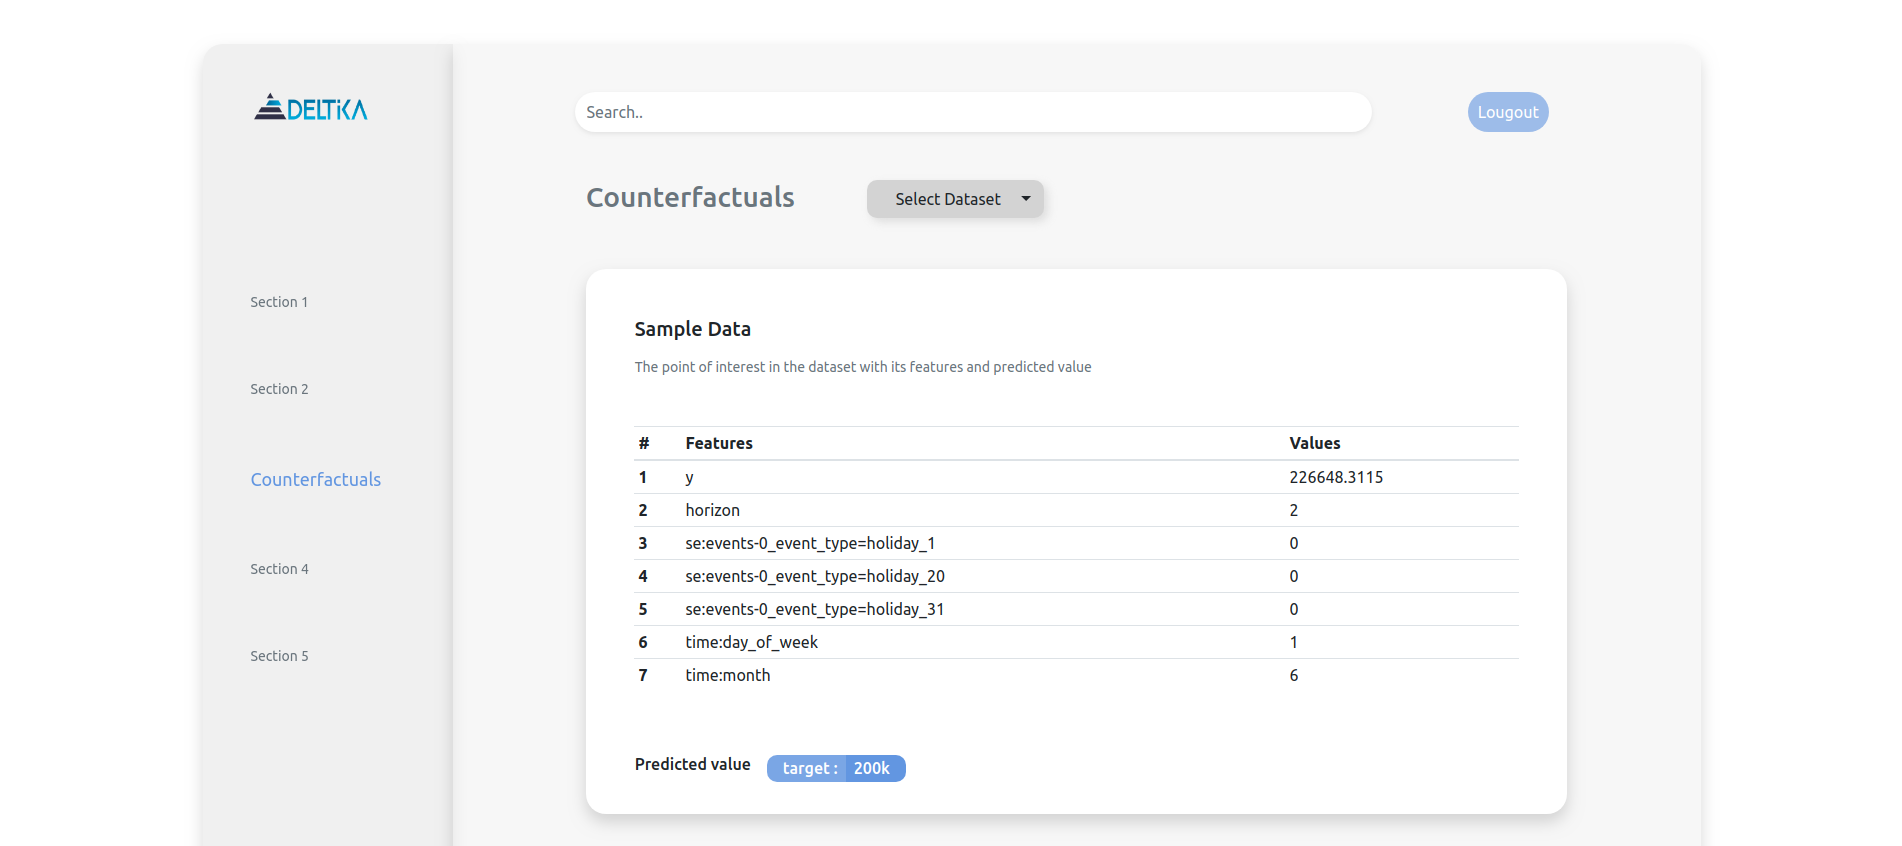 DELTiKA
Search..
Lougout
Counterfactuals
Select Dataset
Section 1
Section 2
Counterfactuals
Section 4
Section 5
Sample Data
The point of interest in the dataset with its features and predicted value
# Features Values
1 y 226648.3115
2 horizon 2
3 se:events-0_event_type=holiday_1 0
4 se:events-0_event_type=holiday_20 0
5 se:events-0_event_type=holiday_31 0
6 time:day_of_week 1
7 time:month 6
Predicted value target : 200k